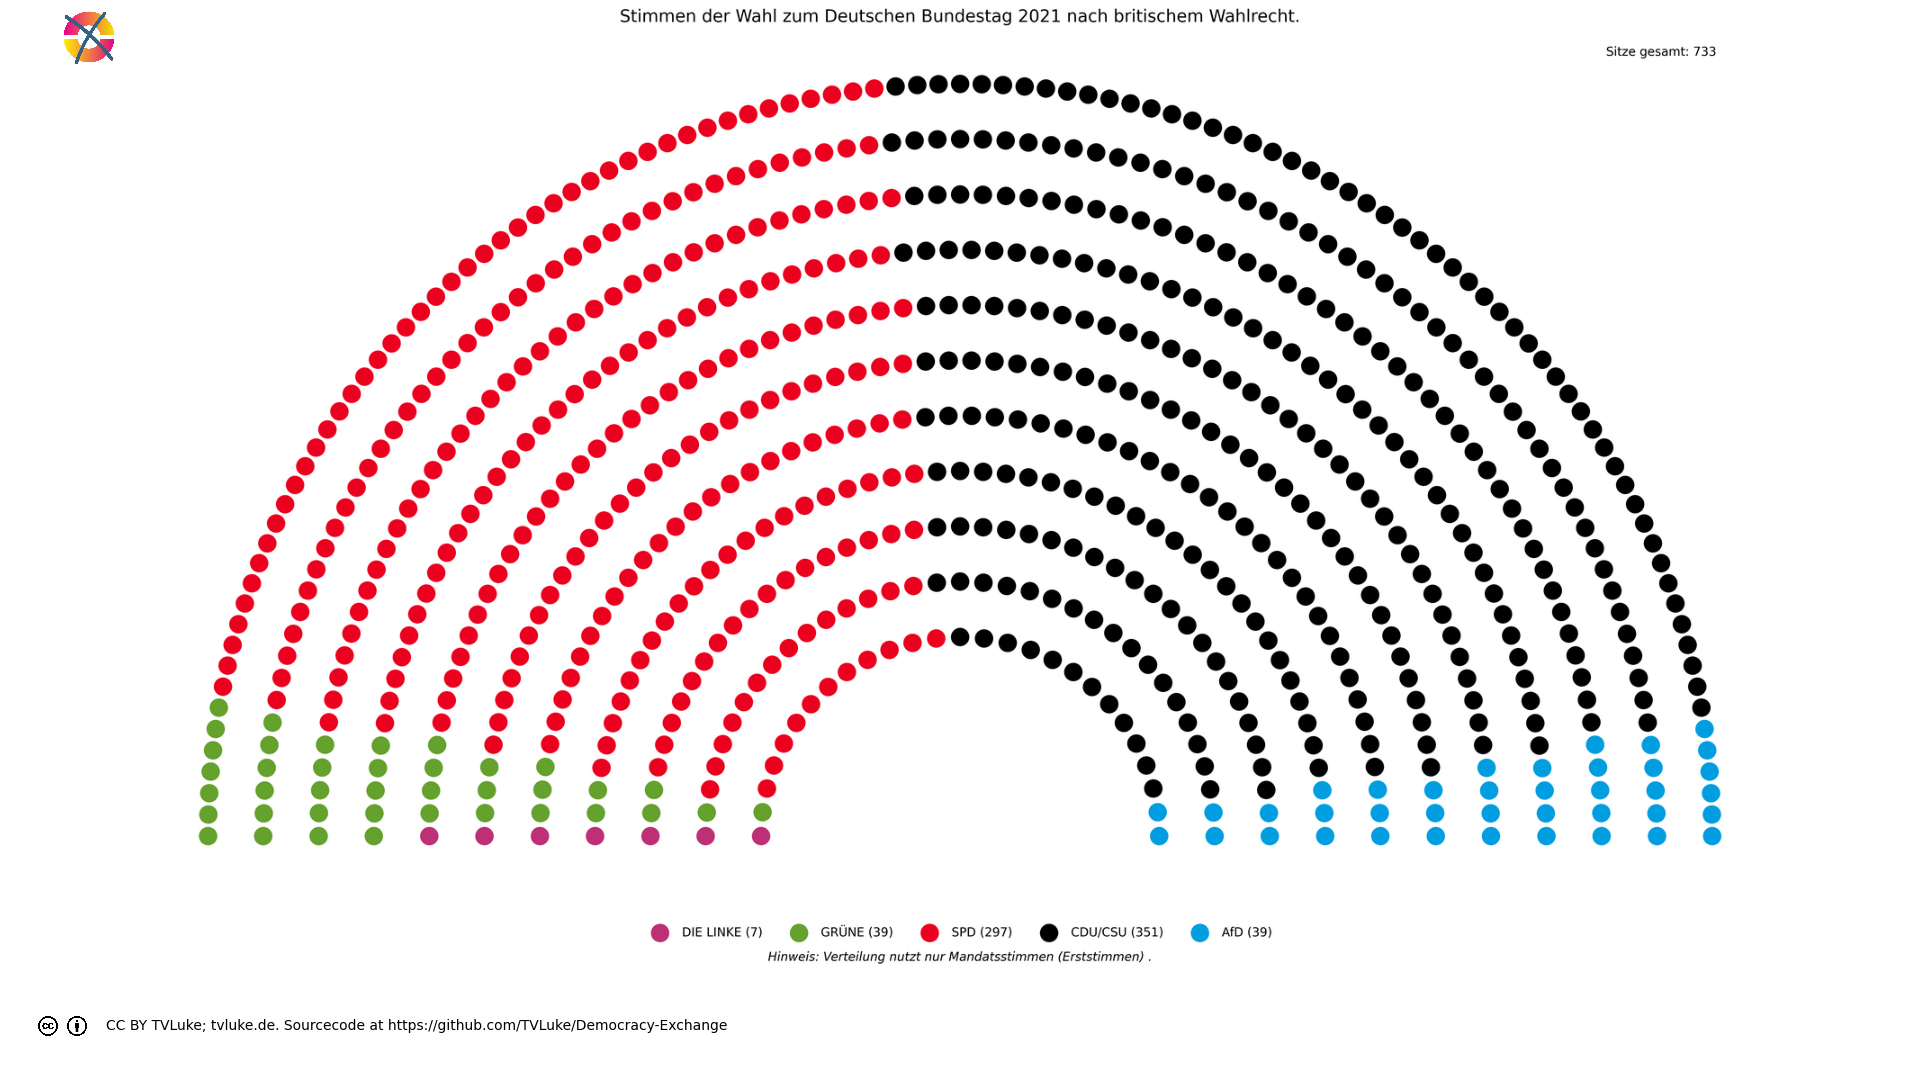 Stimmen der Wahl zum Deutschen Bundestag 2021 nach britischem Wahlrecht.
Sitze gesamt: 733
DIE LINKE (7) GRÜNE (39) SPD (297) CDU/CSU (351) AfD (39)
Hinweis: Verteilung nutzt nur Mandatsstimmen (Erststimmen) .
cc CC BY TVLuke; tvluke.de. Sourcecode at https://github.com/TVLuke/Democracy-Exchange